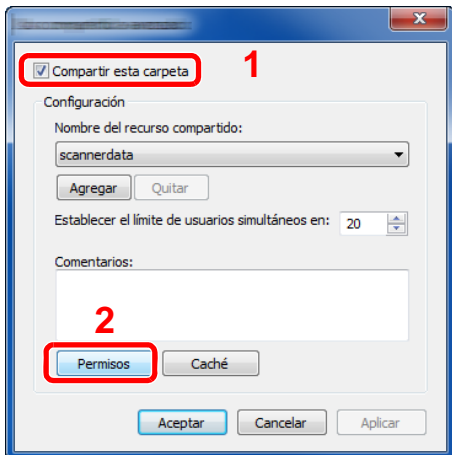 Compartir esta carpeta
1
Configuración
Nombre del recurso compartido:
scannerdata
Agregar Quitar
Establecer el límite de usuarios simultáneos en: 20
Comentarios:
2
Permisos Caché
Aceptar Cancelar Aplicar